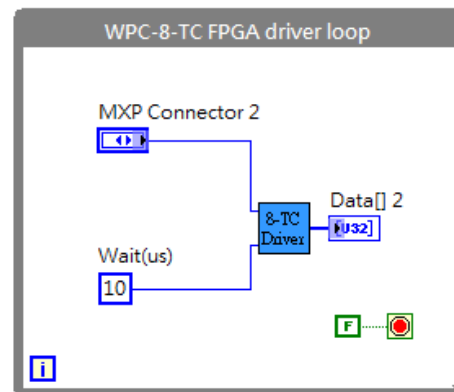 WPC-8-TC FPGA driver loop
MXP Connector 2
8-TC
Driver
Data[] 2
[U32]
Wait(us)
10
F
i